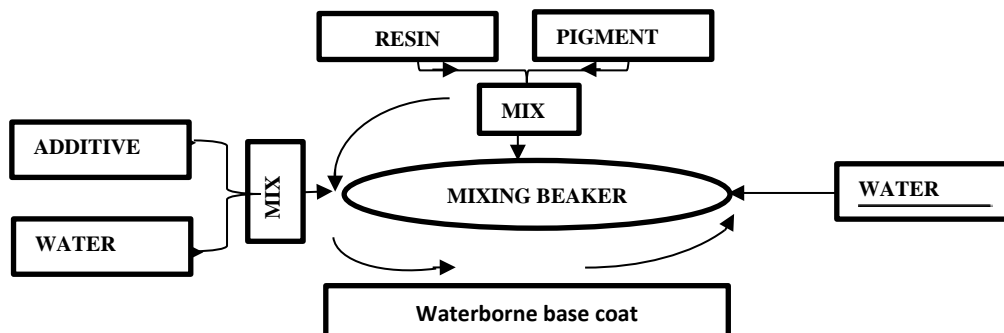 RESIN
PIGMENT
MIX
ADDITIVE
MIX
MIXING BEAKER
WATER
WATER
Waterborne base coat